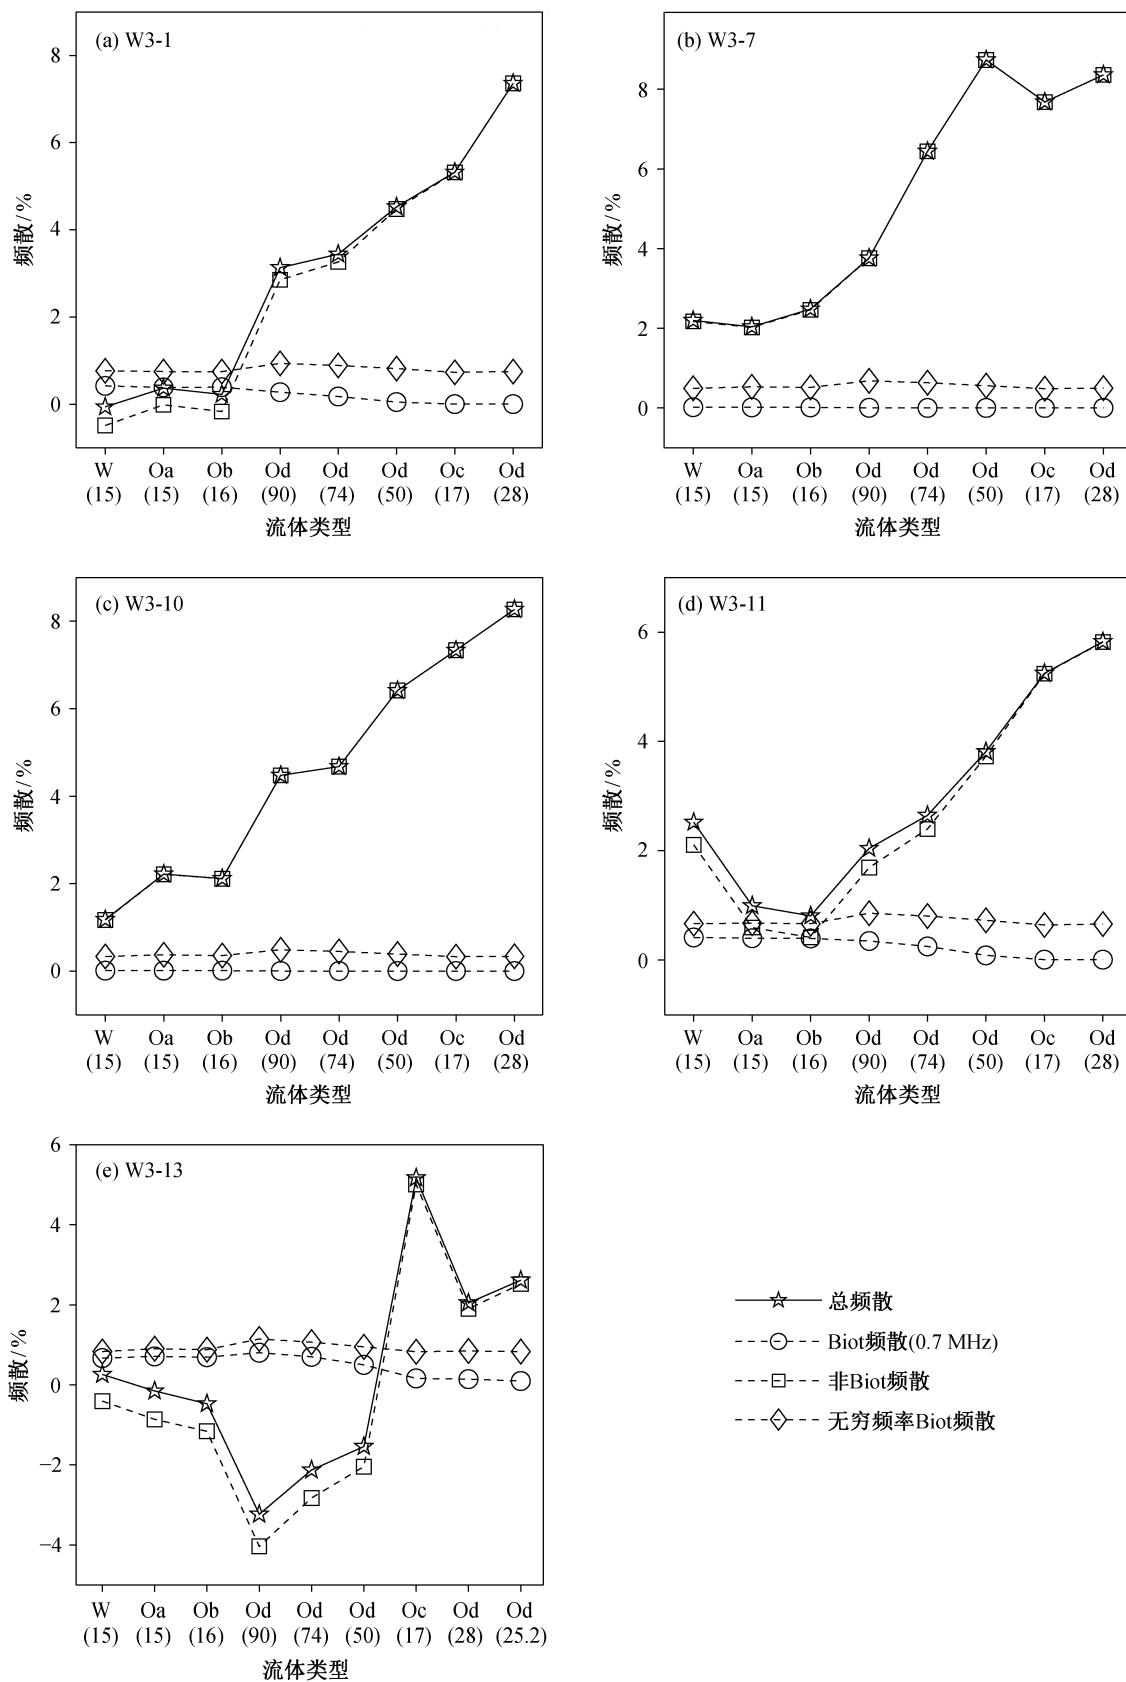 (a) W3-1
8
6
4
2
0
频散/%
W Oa Ob Od Od Od Oc Od
(15) (15) (16) (90) (74) (50) (17) (28)
流体类型
(b) W3-7
8
6
4
2
0
频散/%
W Oa Ob Od Od Od Oc Od
(15) (15) (16) (90) (74) (50) (17) (28)
流体类型
(c) W3-10
8
6
4
2
0
频散/%
W Oa Ob Od Od Od Oc Od
(15) (15) (16) (90) (74) (50) (17) (28)
流体类型
(d) W3-11
6
4
2
0
频散/%
W Oa Ob Od Od Od Oc Od
(15) (15) (16) (90) (74) (50) (17) (28)
流体类型
(e) W3-13
6
4
2
0
−2
−4
频散/%
W Oa Ob Od Od Od Oc Od Od
(15) (15) (16) (90) (74) (50) (17) (28) (25.2)
流体类型
总频散
Biot频散(0.7 MHz)
非Biot频散
无穷频率Biot频散